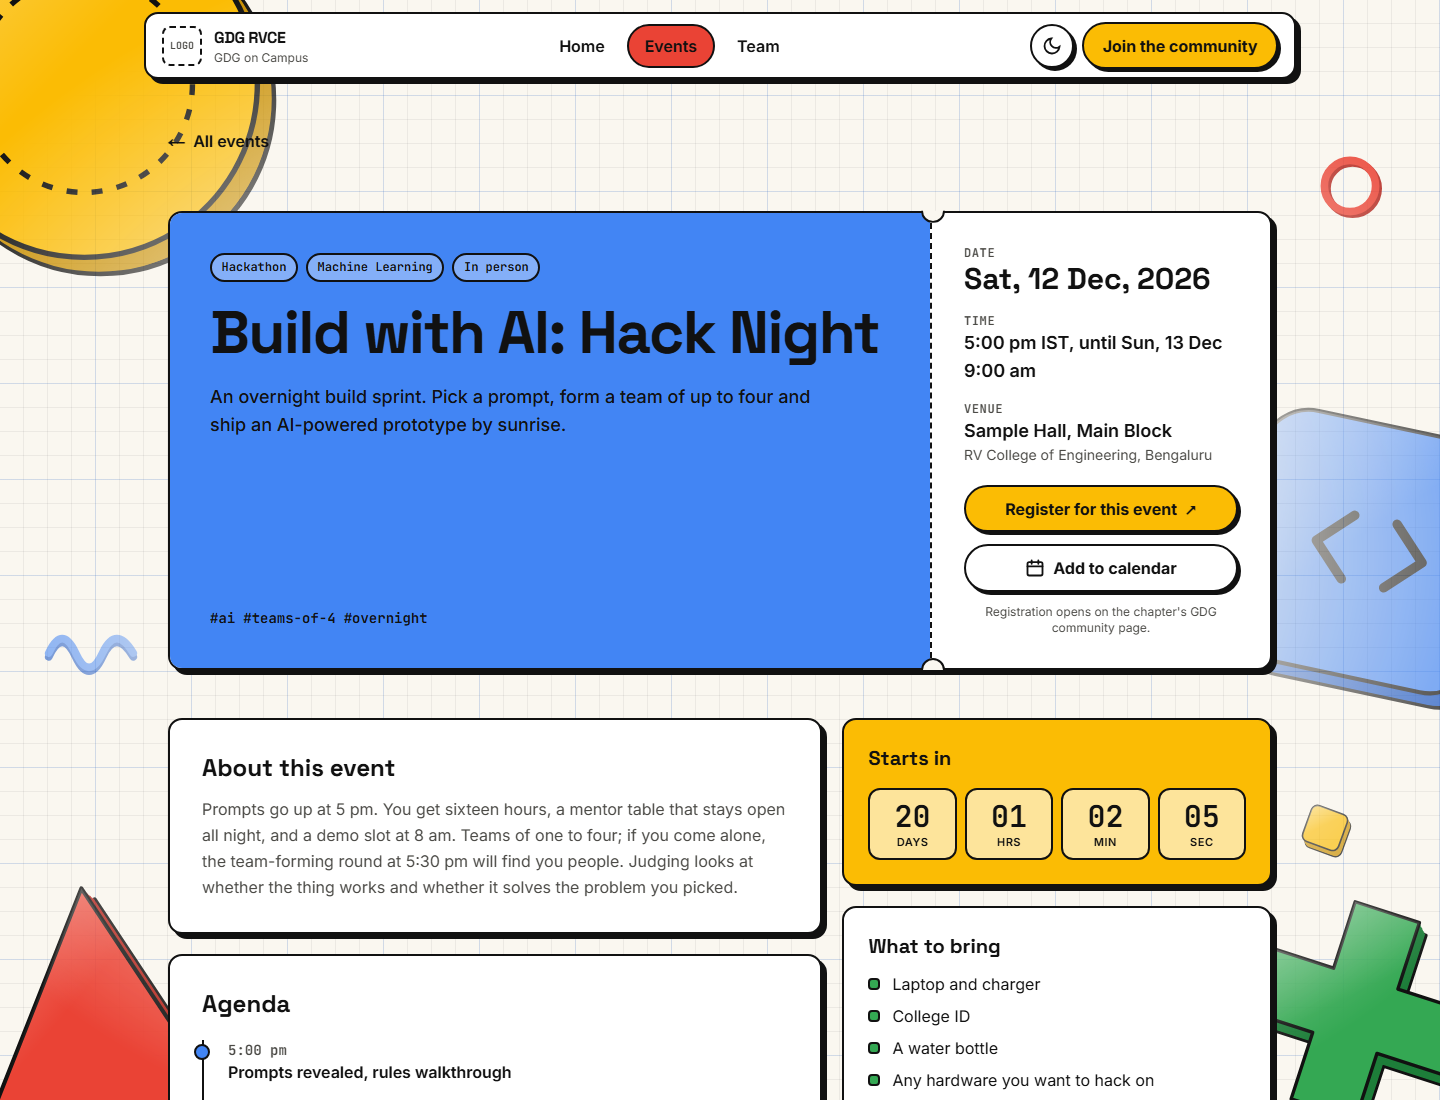 LOGO
GDG RVCE
GDG on Campus
Home
Events
Team
Join the community
← All events
Hackathon
Machine Learning
In person
Build with AI: Hack Night
An overnight build sprint. Pick a prompt, form a team of up to four and
ship an AI-powered prototype by sunrise.
#ai #teams-of-4 #overnight
DATE
Sat, 12 Dec, 2026
TIME
5:00 pm IST, until Sun, 13 Dec
9:00 am
VENUE
Sample Hall, Main Block
RV College of Engineering, Bengaluru
Register for this event ↗
Add to calendar
Registration opens on the chapter's GDG
community page.
About this event
Prompts go up at 5 pm. You get sixteen hours, a mentor table that stays open
all night, and a demo slot at 8 am. Teams of one to four; if you come alone,
the team-forming round at 5:30 pm will find you people. Judging looks at
whether the thing works and whether it solves the problem you picked.
Agenda
5:00 pm
Prompts revealed, rules walkthrough
Starts in
20 01 02 05
DAYS HRS MIN SEC
What to bring
Laptop and charger
College ID
A water bottle
Any hardware you want to hack on